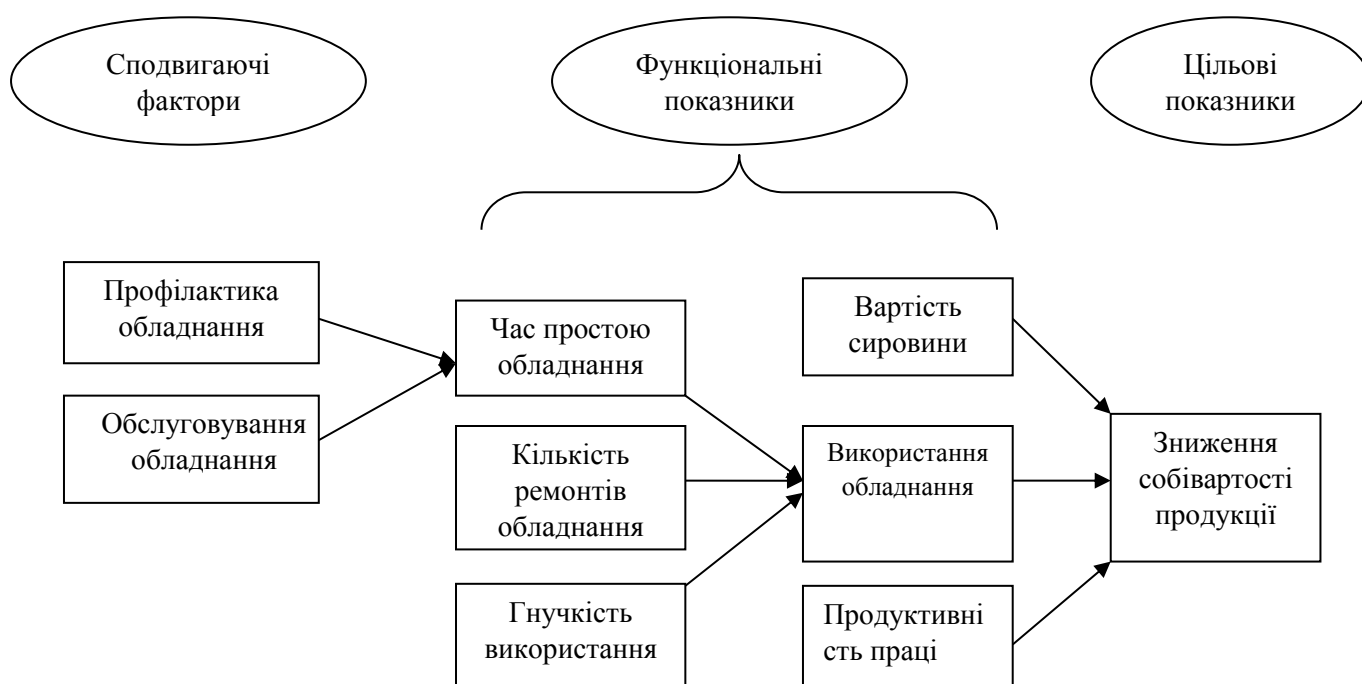 Сподвигаючі
фактори
Функціональні
показники
Цільові
показники
Профілактика
обладнання
Обслуговування
обладнання
Час простою
обладнання
Кількість
ремонтів
обладнання
Гнучкість
використання
Вартість
сировини
Використання
обладнання
Продуктивні
сть праці
Зниження
собівартості
продукції